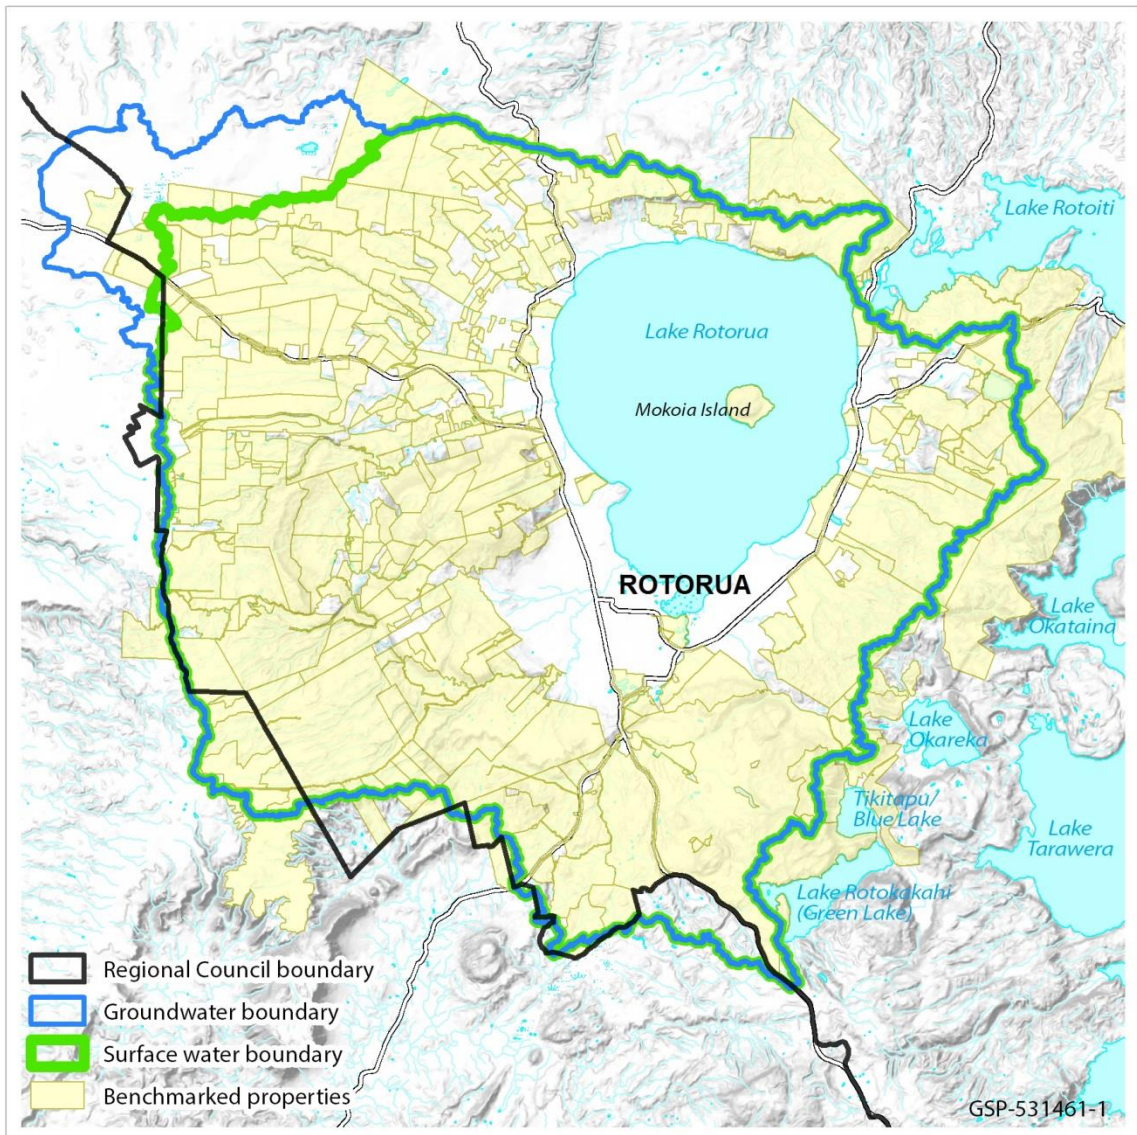 Lake Rotoiti
Lake Rotorua
Mokoia Island
ROTORUA
Lake
Okataina
Lake
Okareka
Tikitapu/
Blue Lake
Lake
Tarawera
Lake Rotokakahi
(Green Lake)
Regional Council boundary
Groundwater boundary
Surface water boundary
Benchmarked properties
GSP-531461-1